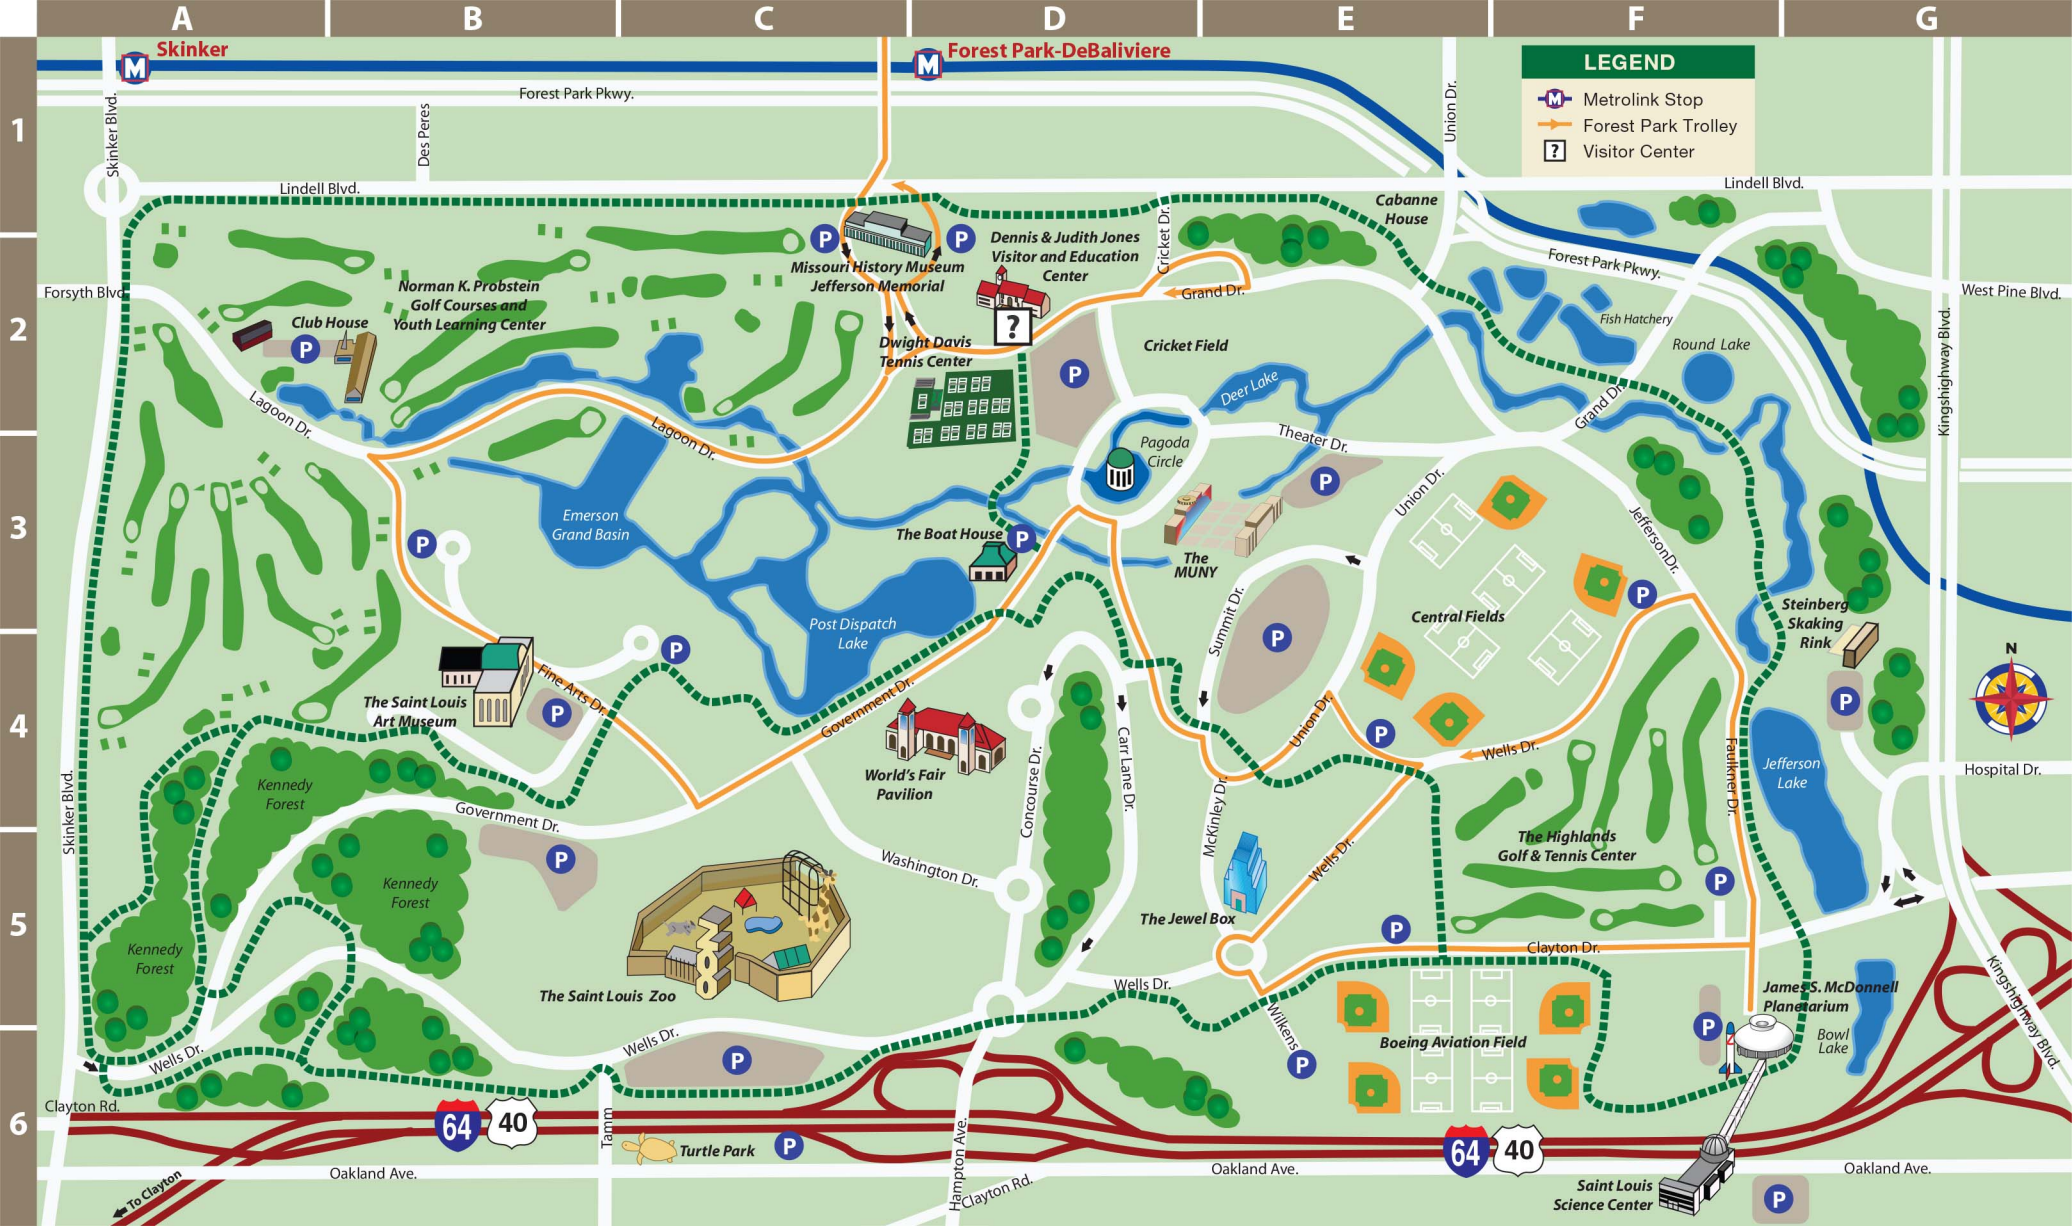 A B C D E F G
1
2
3
4
5
6
M Skinker
M Forest Park-DeBaliviere
LEGEND
M Metrolink Stop
Forest Park Trolley
? Visitor Center
Forest Park Pkwy.
Skinker Blvd.
Des Peres
Union Dr.
Lindell Blvd.
Lindell Blvd.
Cabanne
House
Cricket Dr.
P
P
Missouri History Museum
Jefferson Memorial
Dennis & Judith Jones
Visitor and Education
Center
?
Forest Park Pkwy.
West Pine Blvd.
Kingshighway Blvd.
Forsyth Blvd.
Norman K. Probstein
Golf Courses and
Youth Learning Center
Club House
P
Grand Dr.
Dwight Davis
Tennis Center
P
Cricket Field
Fish Hatchery
Round Lake
Deer Lake
Grand Dr.
Lagoon Dr.
Lagoon Dr.
Theater Dr.
Pagoda
Circle
P
Union Dr.
Jefferson Dr.
Emerson
Grand Basin
P
The Boat House
P
The
MUNY
Summit Dr.
P
Central Fields
P
Steinberg
Skaking
Rink
P
N
Post Dispatch
Lake
P
The Saint Louis
Art Museum
Fine Arts Dr.
P
Government Dr.
World's Fair
Pavilion
Concourse Dr.
Carr Lane Dr.
Union Dr.
P
Wells Dr.
Faulkner Dr.
Jefferson
Lake
Hospital Dr.
Kennedy
Forest
Skinker Blvd.
Government Dr.
P
McKinley Dr.
The Highlands
Golf & Tennis Center
P
Kennedy
Forest
Kennedy
Forest
Washington Dr.
Wells Dr.
The Jewel Box
P
Clayton Dr.
ZOO
The Saint Louis Zoo
Wells Dr.
James S. McDonnell
Planetarium
P
Bowl
Lake
Kingshighway Blvd.
Wilkens
P
Boeing Aviation Field
Wells Dr.
Wells Dr.
P
Clayton Rd.
64 40
Tamm
Turtle Park
P
Hampton Ave.
Clayton Rd.
64 40
Oakland Ave.
Oakland Ave.
Oakland Ave.
To Clayton
Saint Louis
Science Center
P